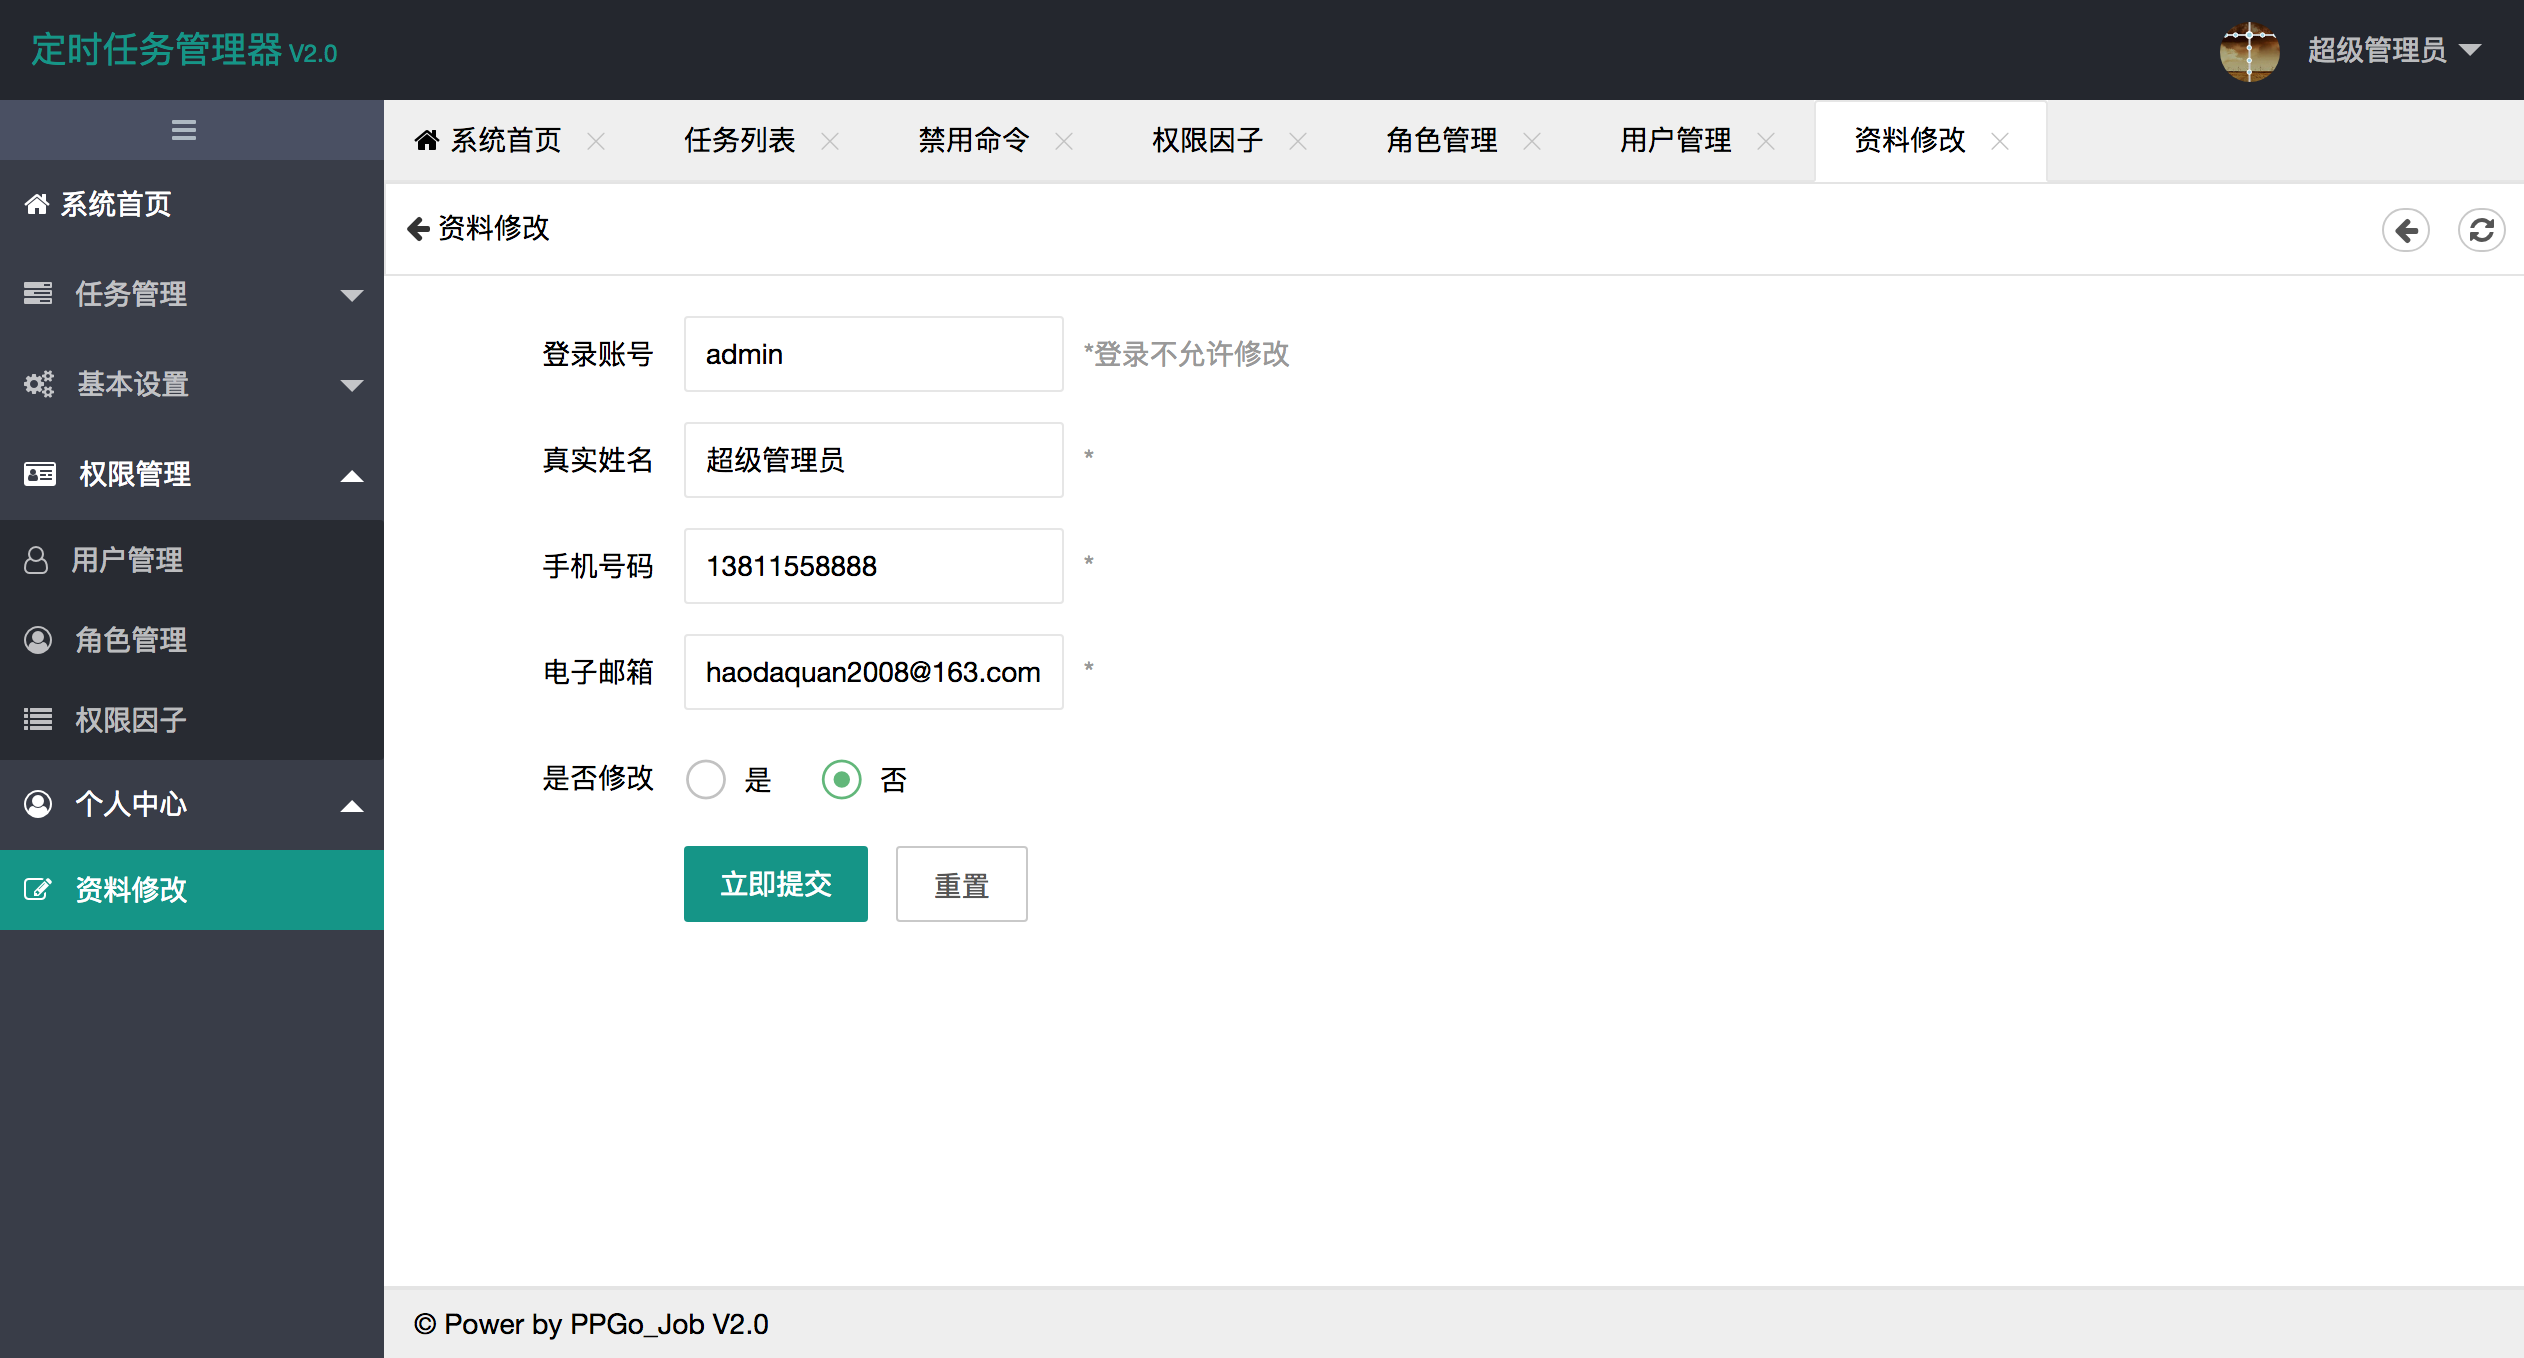 定时任务管理器 V2.0
超级管理员
系统首页
任务管理
基本设置
权限管理
用户管理
角色管理
权限因子
个人中心
资料修改
系统首页 任务列表 禁用命令 权限因子 角色管理 用户管理 资料修改
资料修改
登录账号 admin *登录不允许修改
真实姓名 超级管理员 *
手机号码 13811558888 *
电子邮箱 haodaquan2008@163.com *
是否修改 是 否
立即提交 重置
© Power by PPGo_Job V2.0